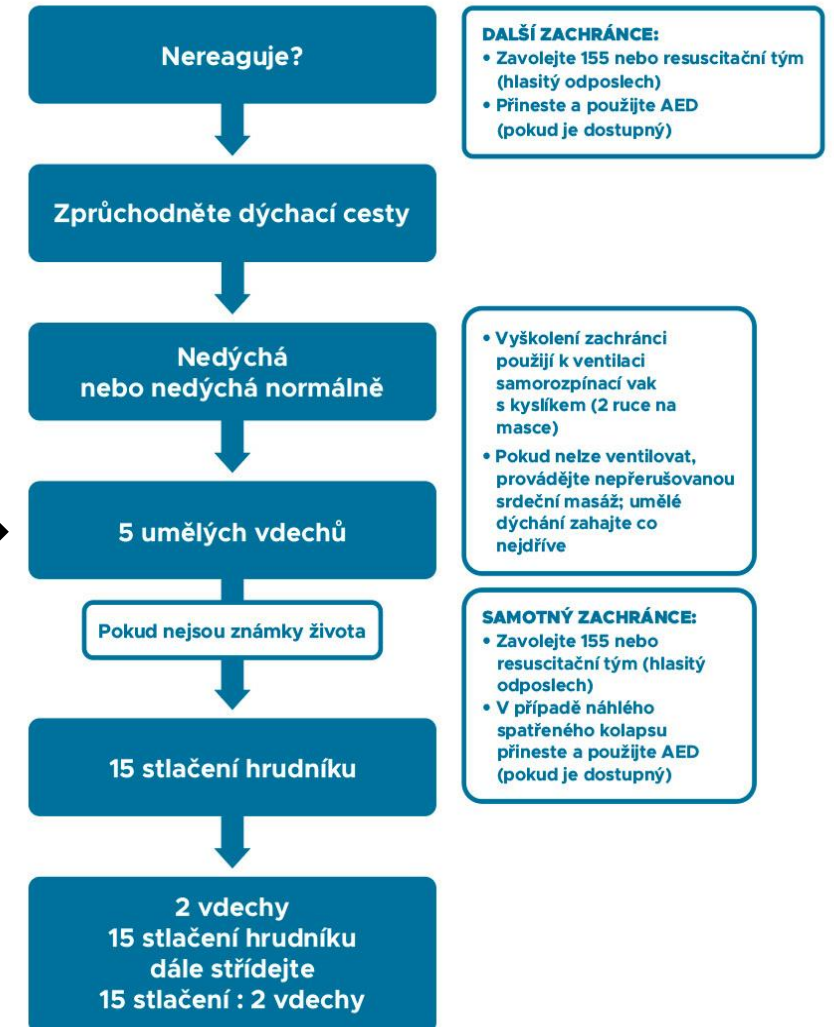 Nereaguje?
DALŠÍ ZACHRÁNCE:
• Zavolejte 155 nebo resuscitační tým
(hlasitý odposlech)
• Přineste a použijte AED
(pokud je dostupný)
Zprůchodněte dýchací cesty
Nedýchá
nebo nedýchá normálně
• Vyškolení zachránci
použijí k ventilaci
samorozpínací vak
s kyslíkem (2 ruce na
masce)
• Pokud nelze ventilovat,
provádějte nepřerušovanou
srdeční masáž; umělé
dýchání zahajte co
nejdříve
5 umělých vdechů
Pokud nejsou známky života
SAMOTNÝ ZACHRÁNCE:
• Zavolejte 155 nebo
resuscitační tým (hlasitý
odposlech)
• V případě náhlého
spatřeného kolapsu
přineste a použijte AED
(pokud je dostupný)
15 stlačení hrudníku
2 vdechy
15 stlačení hrudníku
dále střídejte
15 stlačení : 2 vdechy